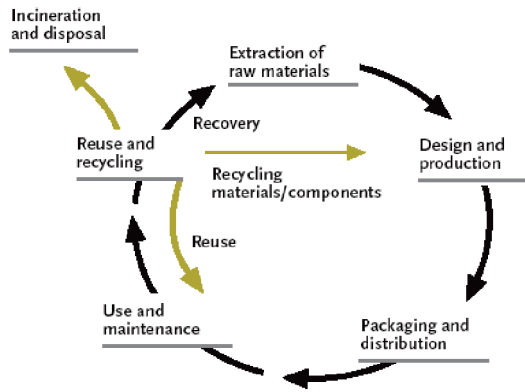 Incineration
and disposal
Extraction of
raw materials
Recovery
Reuse and
recycling
Design and
production
Recycling
materials/components
Reuse
Use and
maintenance
Packaging and
distribution